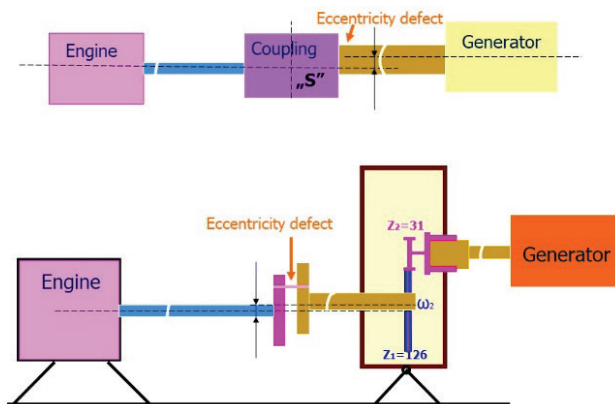 Eccentricity defect
Engine
Coupling
Generator
„S”
Eccentricity defect
Z₂=31
Engine
Generator
ω₂
Z₁=126